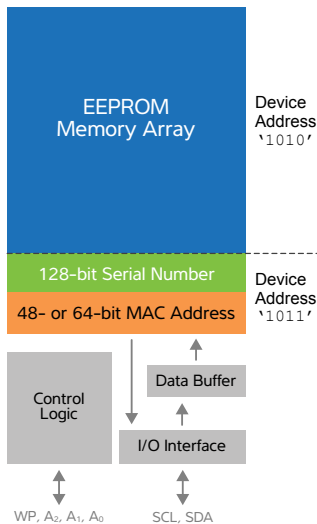 EEPROM
Memory Array
Device
Address
‘1010’
128-bit Serial Number
48- or 64-bit MAC Address
Device
Address
‘1011’
Control
Logic
Data Buffer
I/O Interface
WP, A₂, A₁, A₀
SCL, SDA